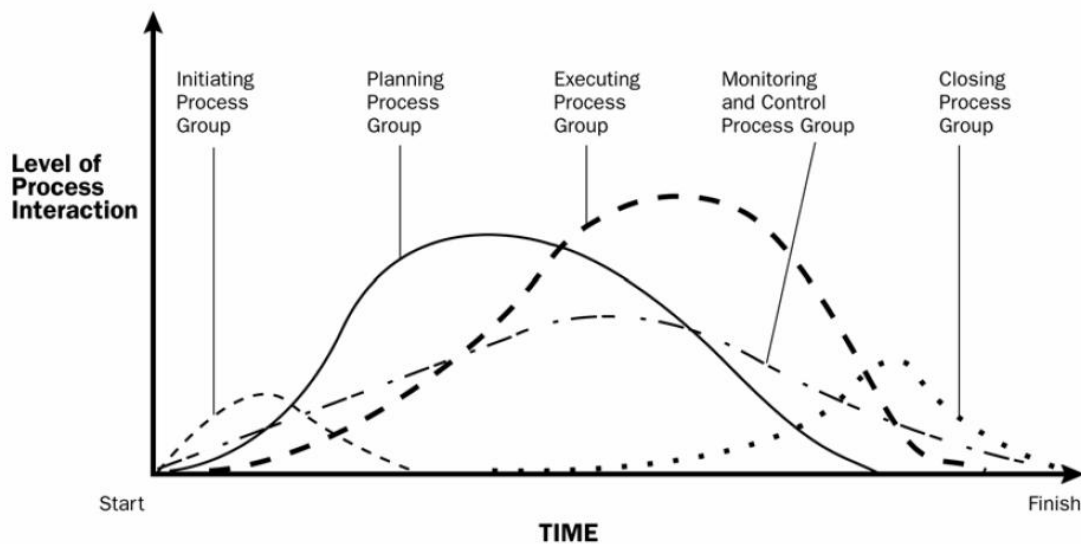 Initiating
Process
Group
Planning
Process
Group
Executing
Process
Group
Monitoring
and Control
Process Group
Closing
Process
Group
Level of
Process
Interaction
Start
Finish
TIME